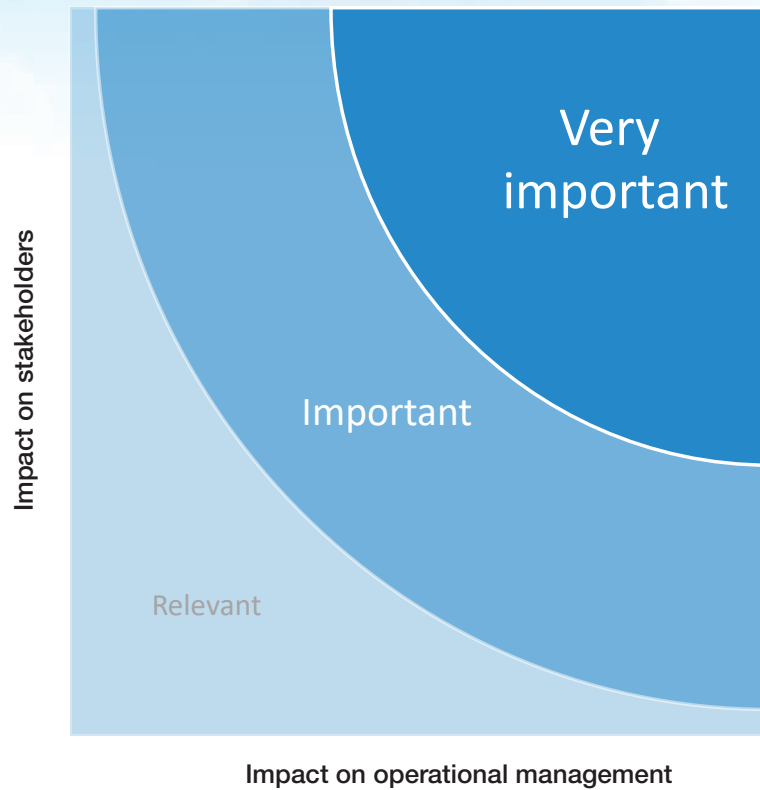 Very
important
Impact on stakeholders
Important
Relevant
Impact on operational management